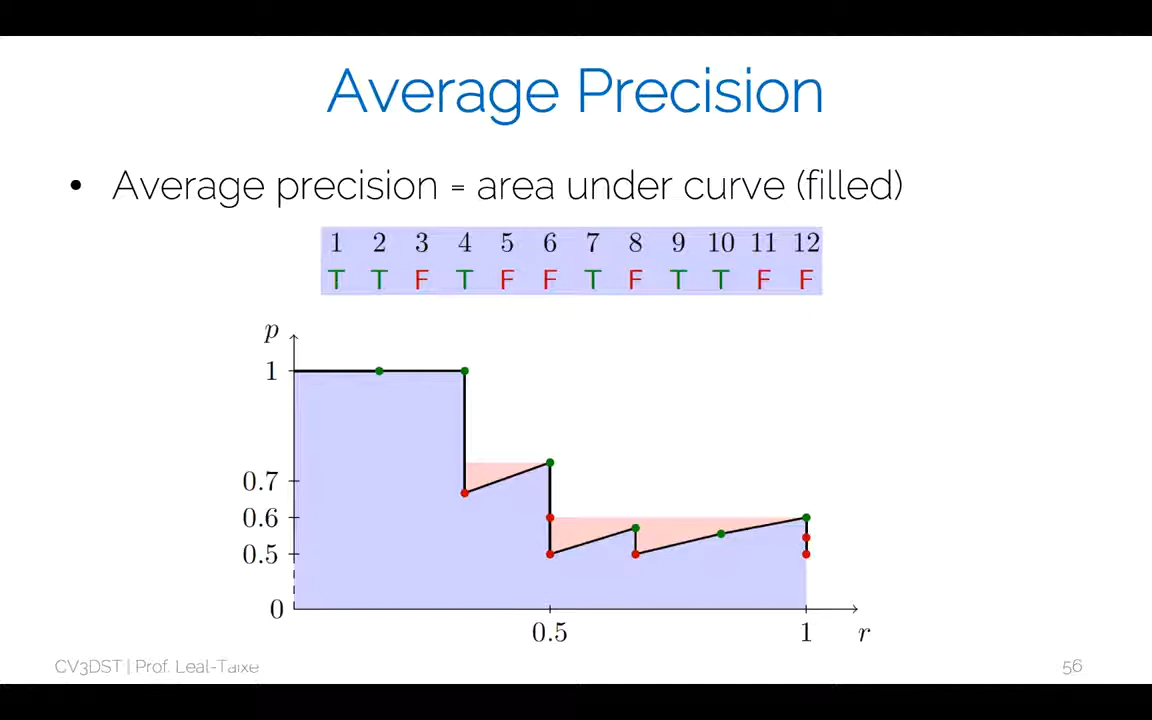 Average Precision
• Average precision = area under curve (filled)
1 2 3 4 5 6 7 8 9 10 11 12
T T F T F F T F T T F F
p
1
0.7
0.6
0.5
0
0.5 1 r
CV3DST | Prof. Leal-Taixé 56